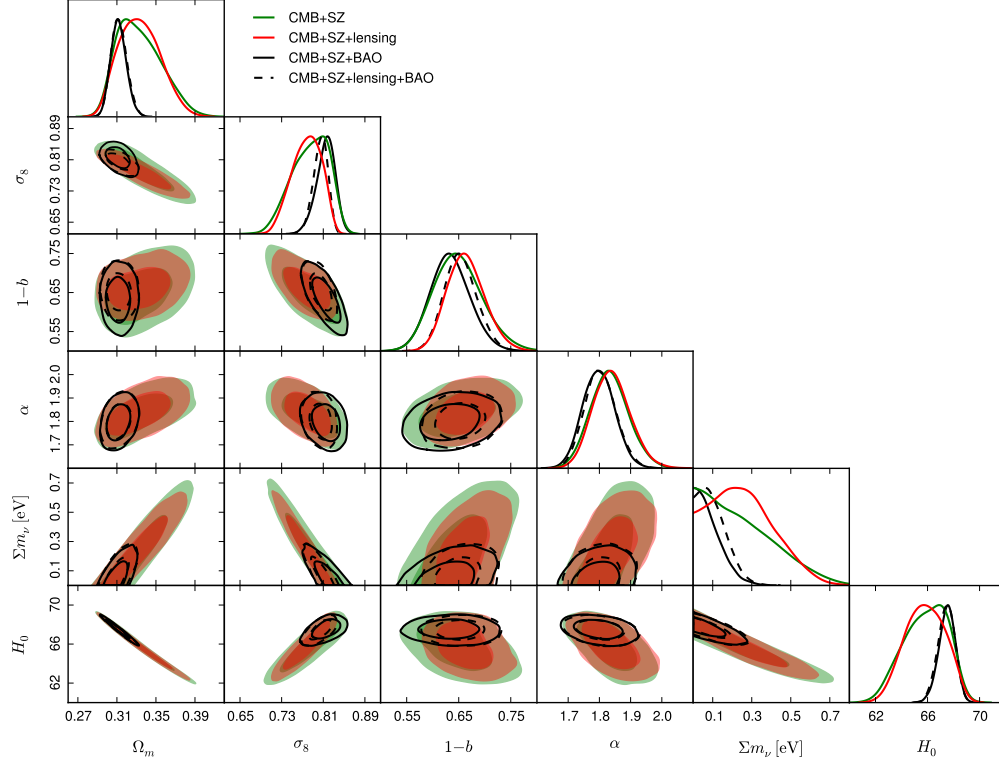 CMB+SZ
CMB+SZ+lensing
CMB+SZ+BAO
CMB+SZ+lensing+BAO
0.89
0.81
0.73
0.65
σ₈
0.75
0.65
0.55
1−b
2.0
1.9
1.8
1.7
α
0.7
0.5
0.3
0.1
Σmᵥ [eV]
70
66
62
H₀
0.27 0.31 0.35 0.39 0.65 0.73 0.81 0.89 0.55 0.65 0.75 1.7 1.8 1.9 2.0 0.1 0.3 0.5 0.7 62 66 70
Ωₘ σ₈ 1−b α Σmᵥ [eV] H₀